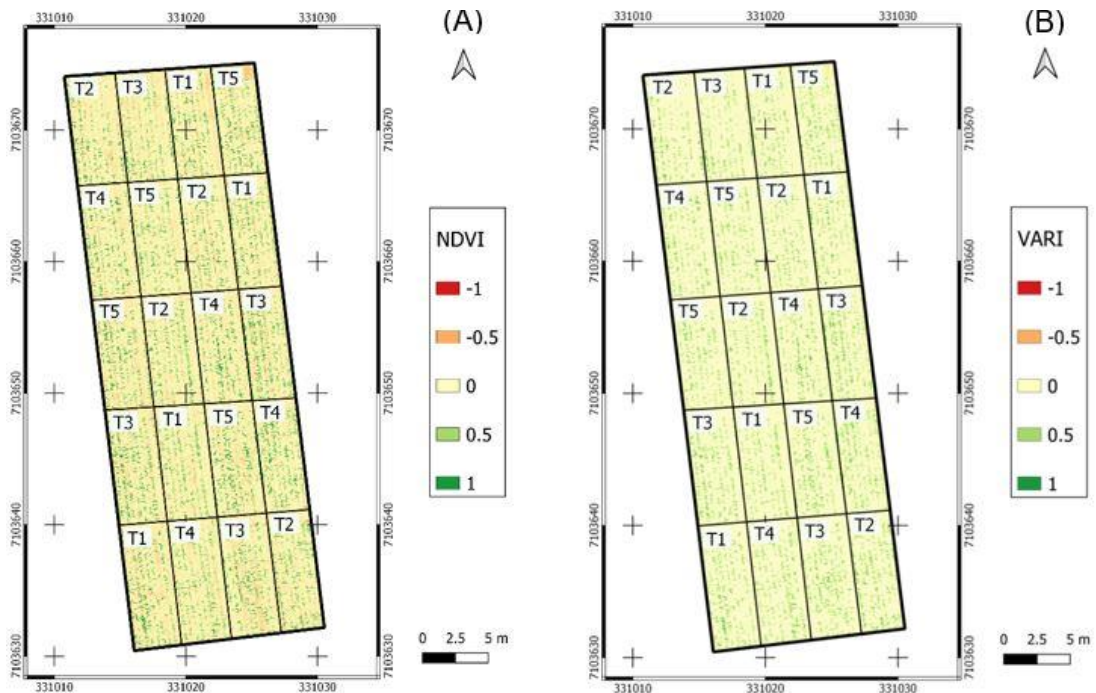 331010 331020 331030 (A)
T2 T3 T1 T5
7103670 7103670
T4 T5 T2 T1
7103660 7103660
T5 T2 T4 T3
7103650 7103650
T3 T1 T5 T4
7103640 7103640
T1 T4 T3 T2
7103630 7103630
331010 331020 331030
NDVI
-1
-0.5
0
0.5
1
0 2.5 5 m
331010 331020 331030 (B)
T2 T3 T1 T5
7103670 7103670
T4 T5 T2 T1
7103660 7103660
T5 T2 T4 T3
7103650 7103650
T3 T1 T5 T4
7103640 7103640
T1 T4 T3 T2
7103630 7103630
331010 331020 331030
VARI
-1
-0.5
0
0.5
1
0 2.5 5 m